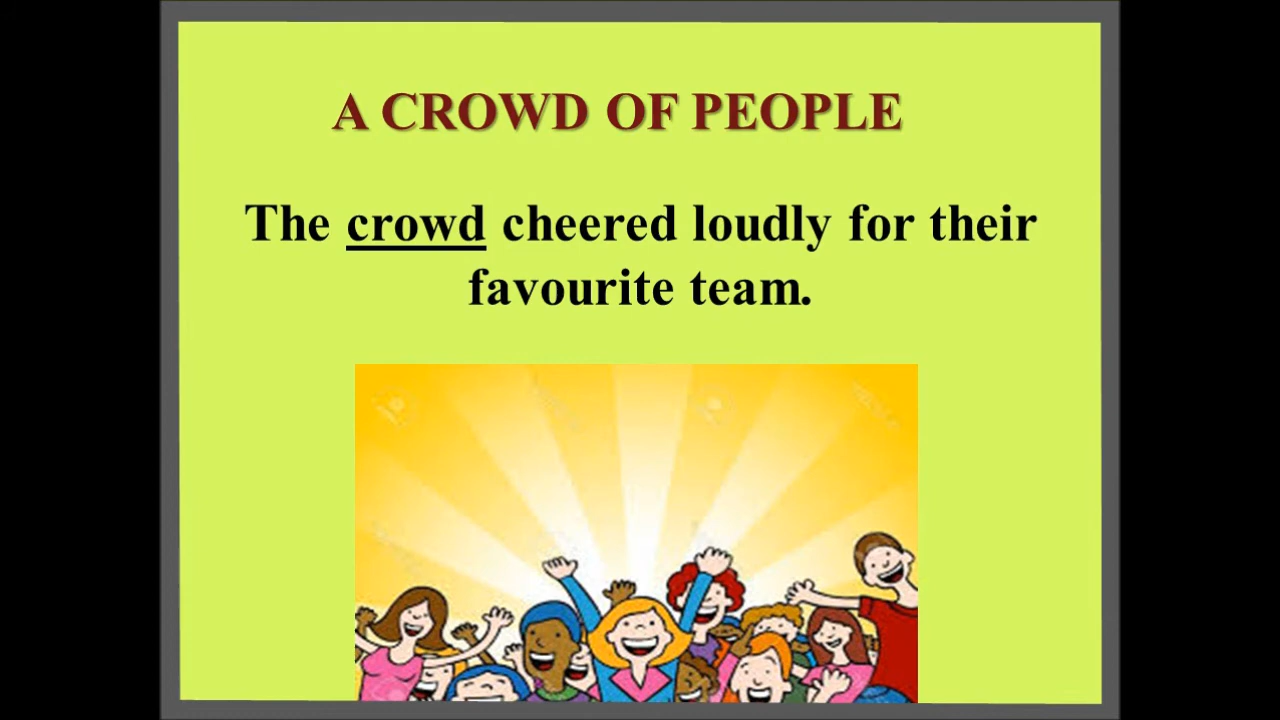 A CROWD OF PEOPLE
The crowd cheered loudly for their
favourite team.